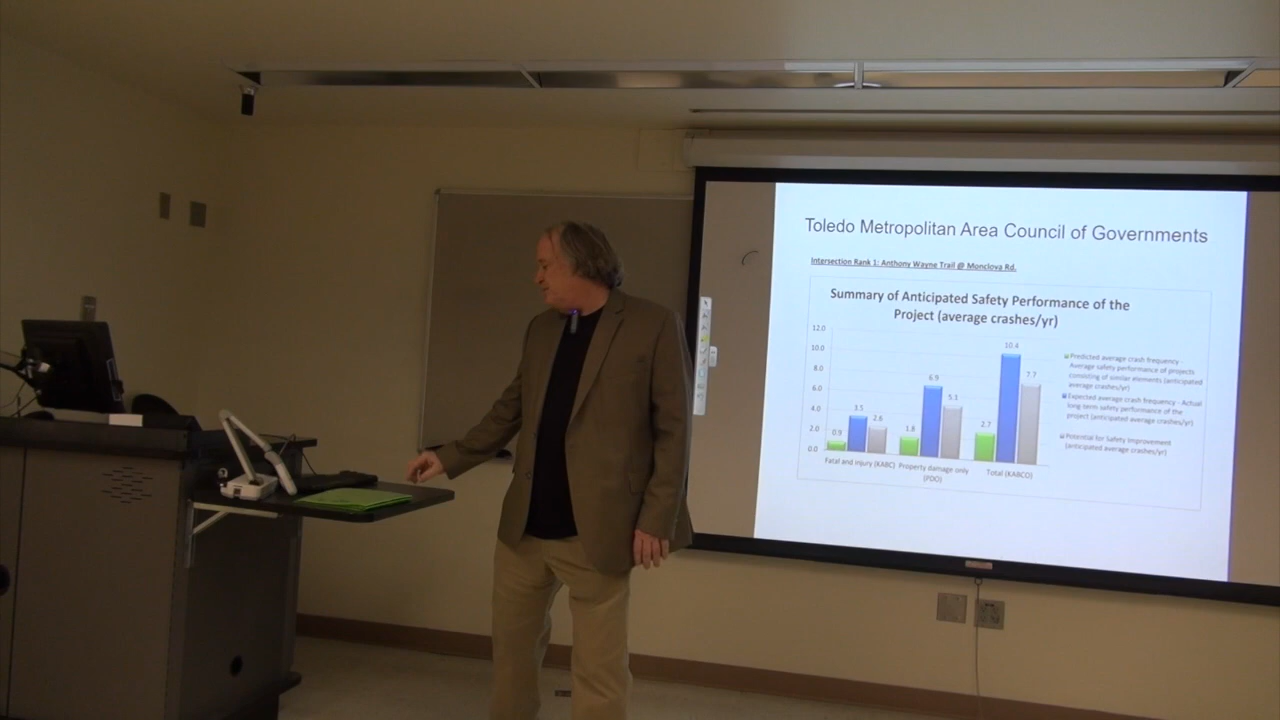 Toledo Metropolitan Area Council of Governments
Intersection Rank 1: Anthony Wayne Trail @ Monclova Rd.
Summary of Anticipated Safety Performance of the
Project (average crashes/yr)
12.0
10.0
8.0
6.0
4.0
2.0
0.0
0.9
3.5
2.6
1.8
6.9
5.1
2.7
10.4
7.7
Fatal and injury (KABC)
Property damage only
(PDO)
Total (KABCO)
Predicted average crash frequency -
Average safety performance of projects
consisting of similar elements (anticipated
average crashes/yr)
Expected average crash frequency - Actual
long-term safety performance of the
project (anticipated average crashes/yr)
Potential for Safety Improvement
(anticipated average crashes/yr)